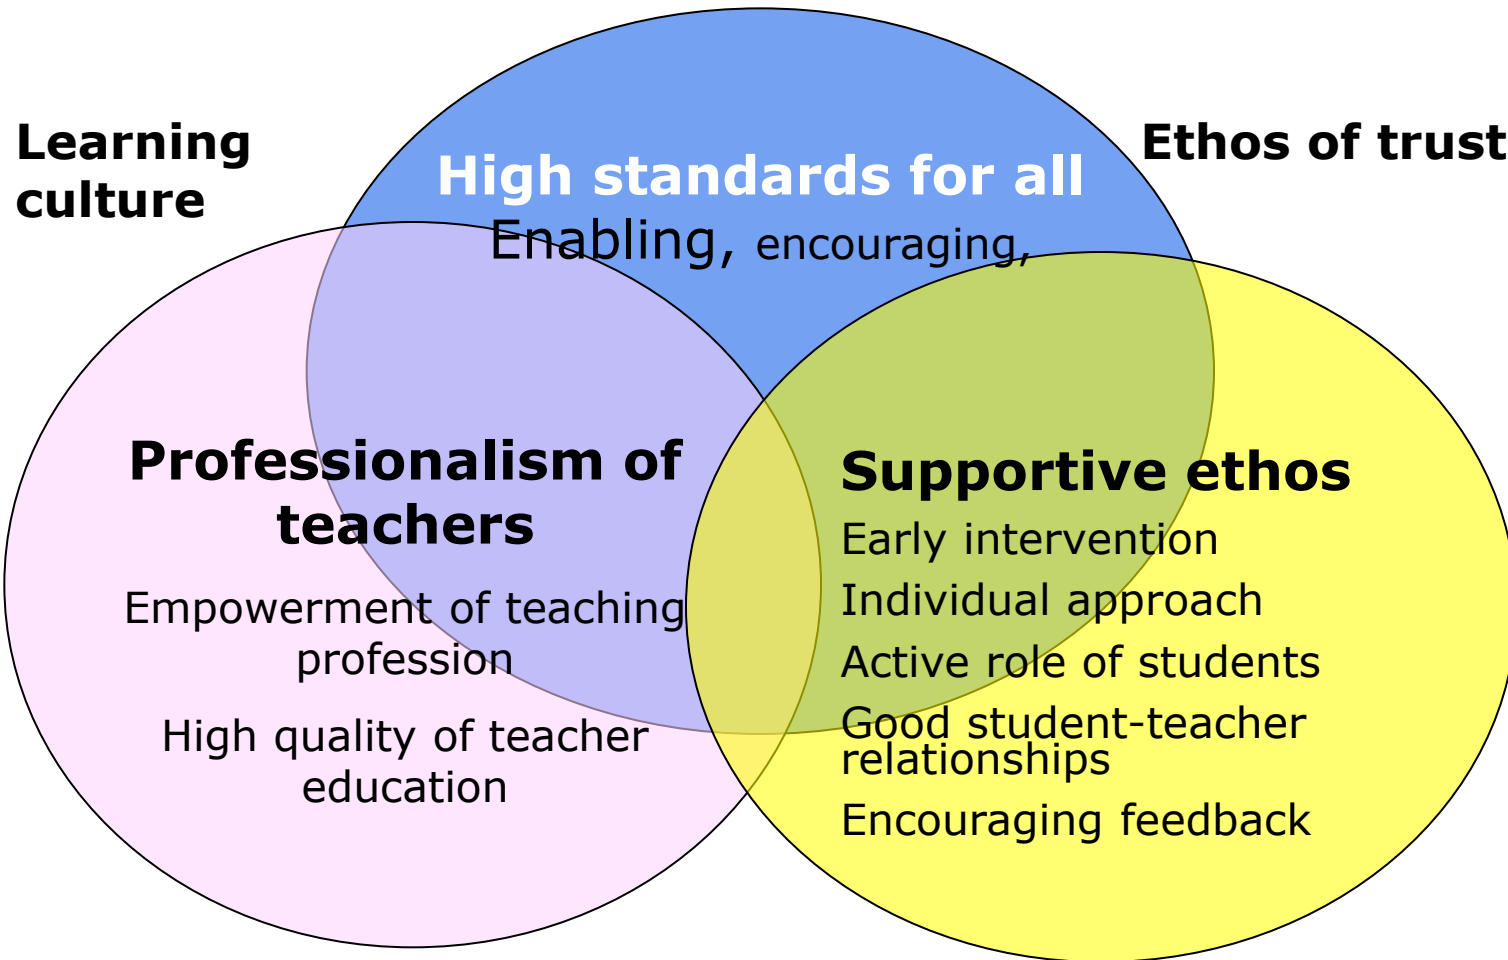 Learning
culture
Ethos of trust
High standards for all
Enabling, encouraging,
Professionalism of
teachers
Empowerment of teaching
profession
High quality of teacher
education
Supportive ethos
Early intervention
Individual approach
Active role of students
Good student-teacher
relationships
Encouraging feedback